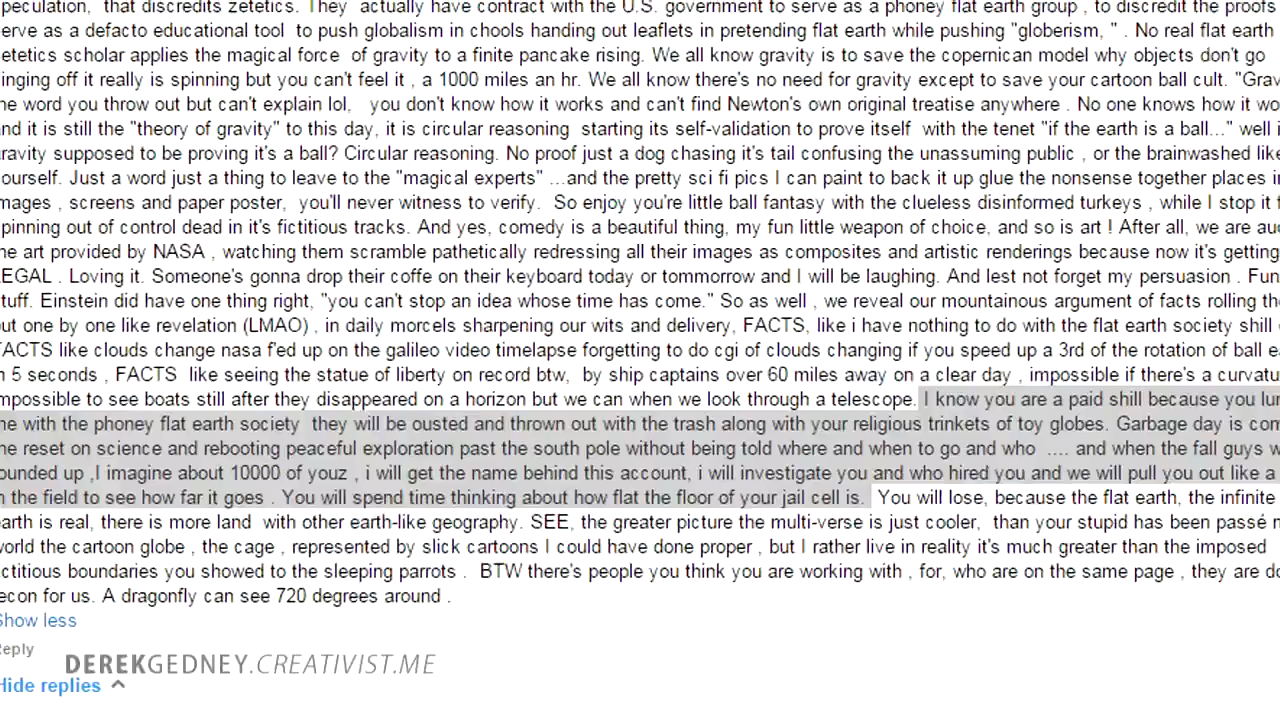 peculation, that discredits zetetics. They actually have contract with the U.S. government to serve as a phoney flat earth group , to discredit the proofs
erve as a defacto educational tool to push globalism in chools handing out leaflets in pretending flat earth while pushing "globerism, " . No real flat earth
etetics scholar applies the magical force of gravity to a finite pancake rising. We all know gravity is to save the copernican model why objects don't go
inging off it really is spinning but you can't feel it , a 1000 miles an hr. We all know there's no need for gravity except to save your cartoon ball cult. "Grav
he word you throw out but can't explain lol, you don't know how it works and can't find Newton's own original treatise anywhere . No one knows how it wo
nd it is still the "theory of gravity" to this day, it is circular reasoning starting its self-validation to prove itself with the tenet "if the earth is a ball..." well i
ravity supposed to be proving it's a ball? Circular reasoning. No proof just a dog chasing it's tail confusing the unassuming public , or the brainwashed like
ourself. Just a word just a thing to leave to the "magical experts" ...and the pretty sci fi pics I can paint to back it up glue the nonsense together places i
mages , screens and paper poster, you'll never witness to verify. So enjoy you're little ball fantasy with the clueless disinformed turkeys , while I stop it f
pinning out of control dead in it's fictitious tracks. And yes, comedy is a beautiful thing, my fun little weapon of choice, and so is art ! After all, we are au
he art provided by NASA , watching them scramble pathetically redressing all their images as composites and artistic renderings because now it's getting
EGAL . Loving it. Someone's gonna drop their coffe on their keyboard today or tommorrow and I will be laughing. And lest not forget my persuasion . Fun
tuff. Einstein did have one thing right, "you can't stop an idea whose time has come." So as well , we reveal our mountainous argument of facts rolling th
out one by one like revelation (LMAO) , in daily morcels sharpening our wits and delivery, FACTS, like i have nothing to do with the flat earth society shill
FACTS like clouds change nasa f'ed up on the galileo video timelapse forgetting to do cgi of clouds changing if you speed up a 3rd of the rotation of ball e
n 5 seconds , FACTS like seeing the statue of liberty on record btw, by ship captains over 60 miles away on a clear day , impossible if there's a curvatu
mpossible to see boats still after they disappeared on a horizon but we can when we look through a telescope. I know you are a paid shill because you lu
me with the phoney flat earth society they will be ousted and thrown out with the trash along with your religious trinkets of toy globes. Garbage day is com
he reset on science and rebooting peaceful exploration past the south pole without being told where and when to go and who .... and when the fall guys w
ounded up ,I imagine about 10000 of youz , i will get the name behind this account, i will investigate you and who hired you and we will pull you out like a
n the field to see how far it goes . You will spend time thinking about how flat the floor of your jail cell is. You will lose, because the flat earth, the infinite
earth is real, there is more land with other earth-like geography. SEE, the greater picture the multi-verse is just cooler, than your stupid has been passé
world the cartoon globe , the cage , represented by slick cartoons I could have done proper , but I rather live in reality it's much greater than the imposed
ctitious boundaries you showed to the sleeping parrots . BTW there's people you think you are working with , for, who are on the same page , they are do
econ for us. A dragonfly can see 720 degrees around .
Show less
Reply
DEREKGEDNEY.CREATIVIST.ME
Hide replies